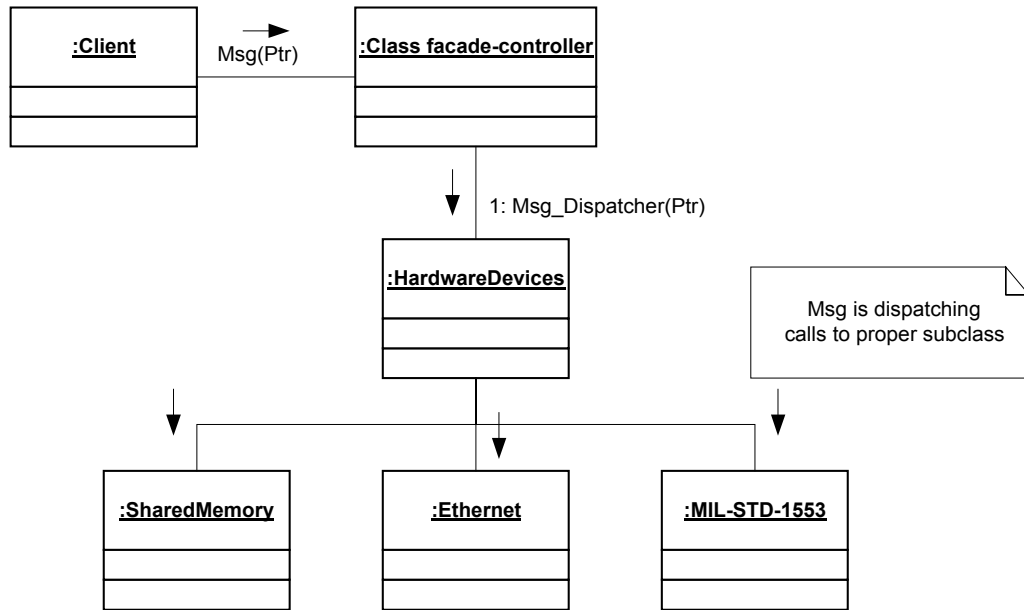 :Client
Msg(Ptr)
:Class facade-controller
1: Msg_Dispatcher(Ptr)
:HardwareDevices
Msg is dispatching
calls to proper subclass
:SharedMemory
:Ethernet
:MIL-STD-1553